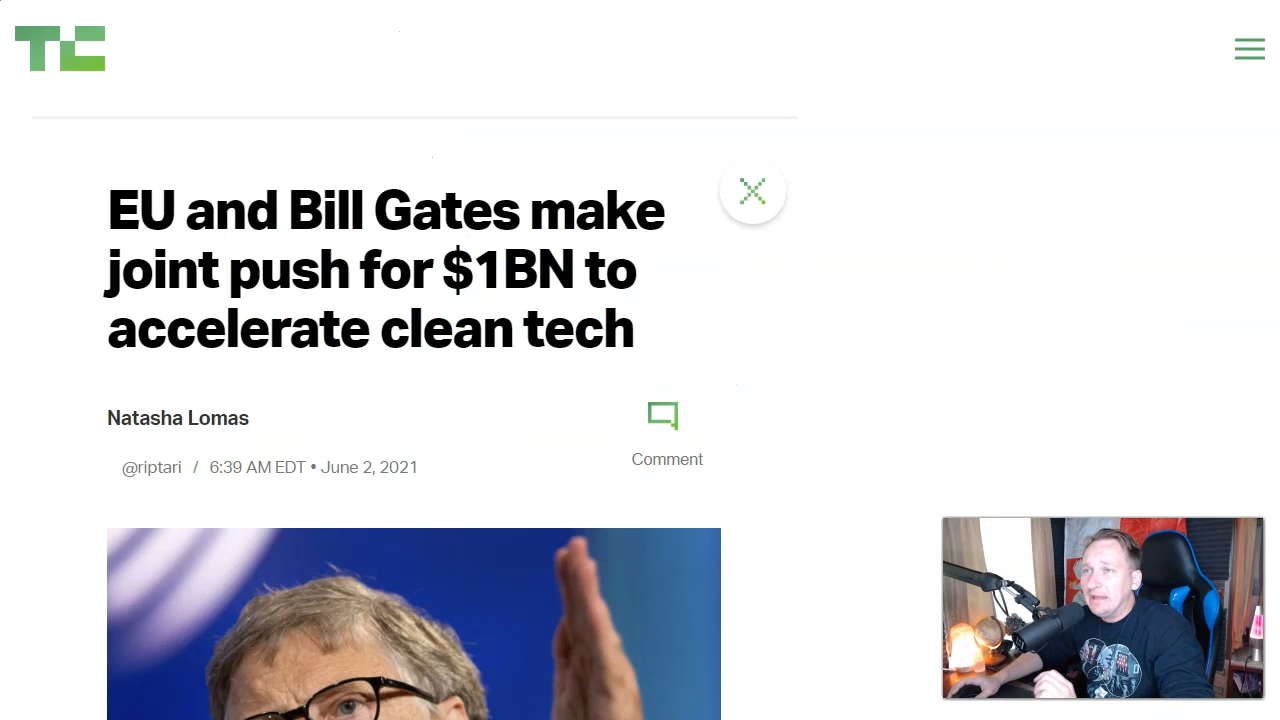 TC
EU and Bill Gates make
joint push for $1BN to
accelerate clean tech
Natasha Lomas
Comment
@riptari / 6:39 AM EDT • June 2, 2021